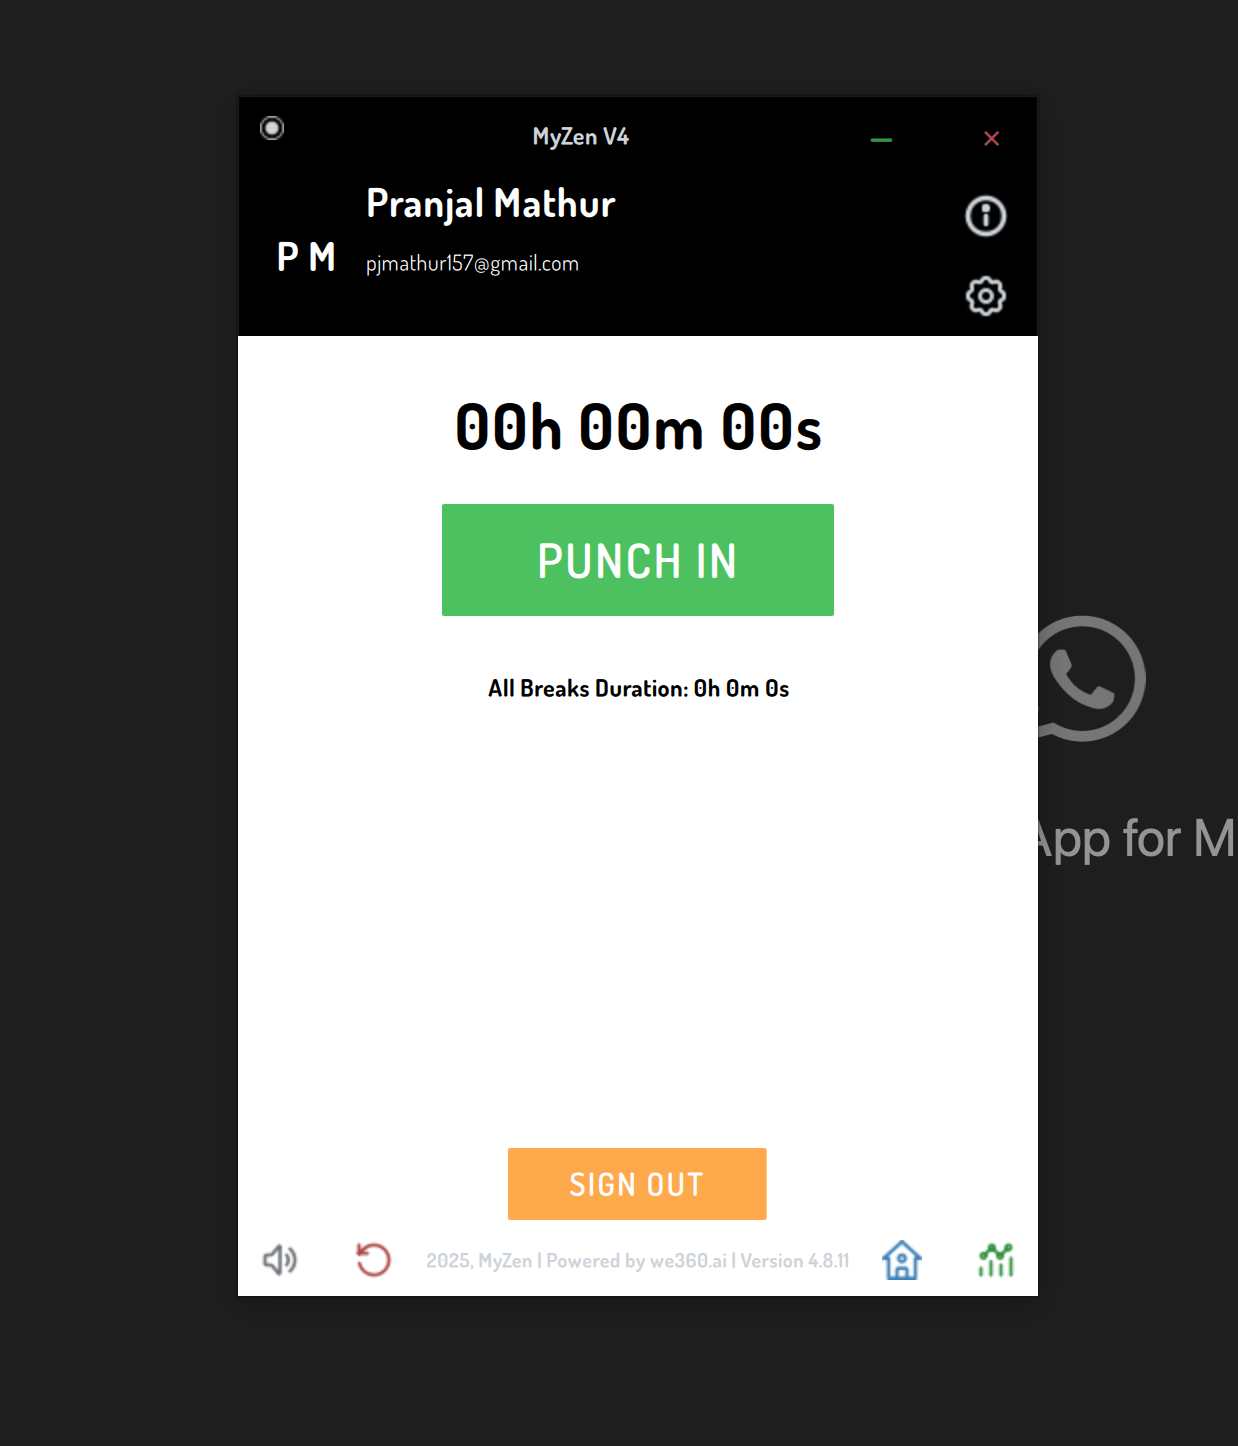 MyZen V4
Pranjal Mathur
P M
pjmathur157@gmail.com
00h 00m 00s
PUNCH IN
All Breaks Duration: 0h 0m 0s
App for M
SIGN OUT
2025, MyZen | Powered by we360.ai | Version 4.8.11